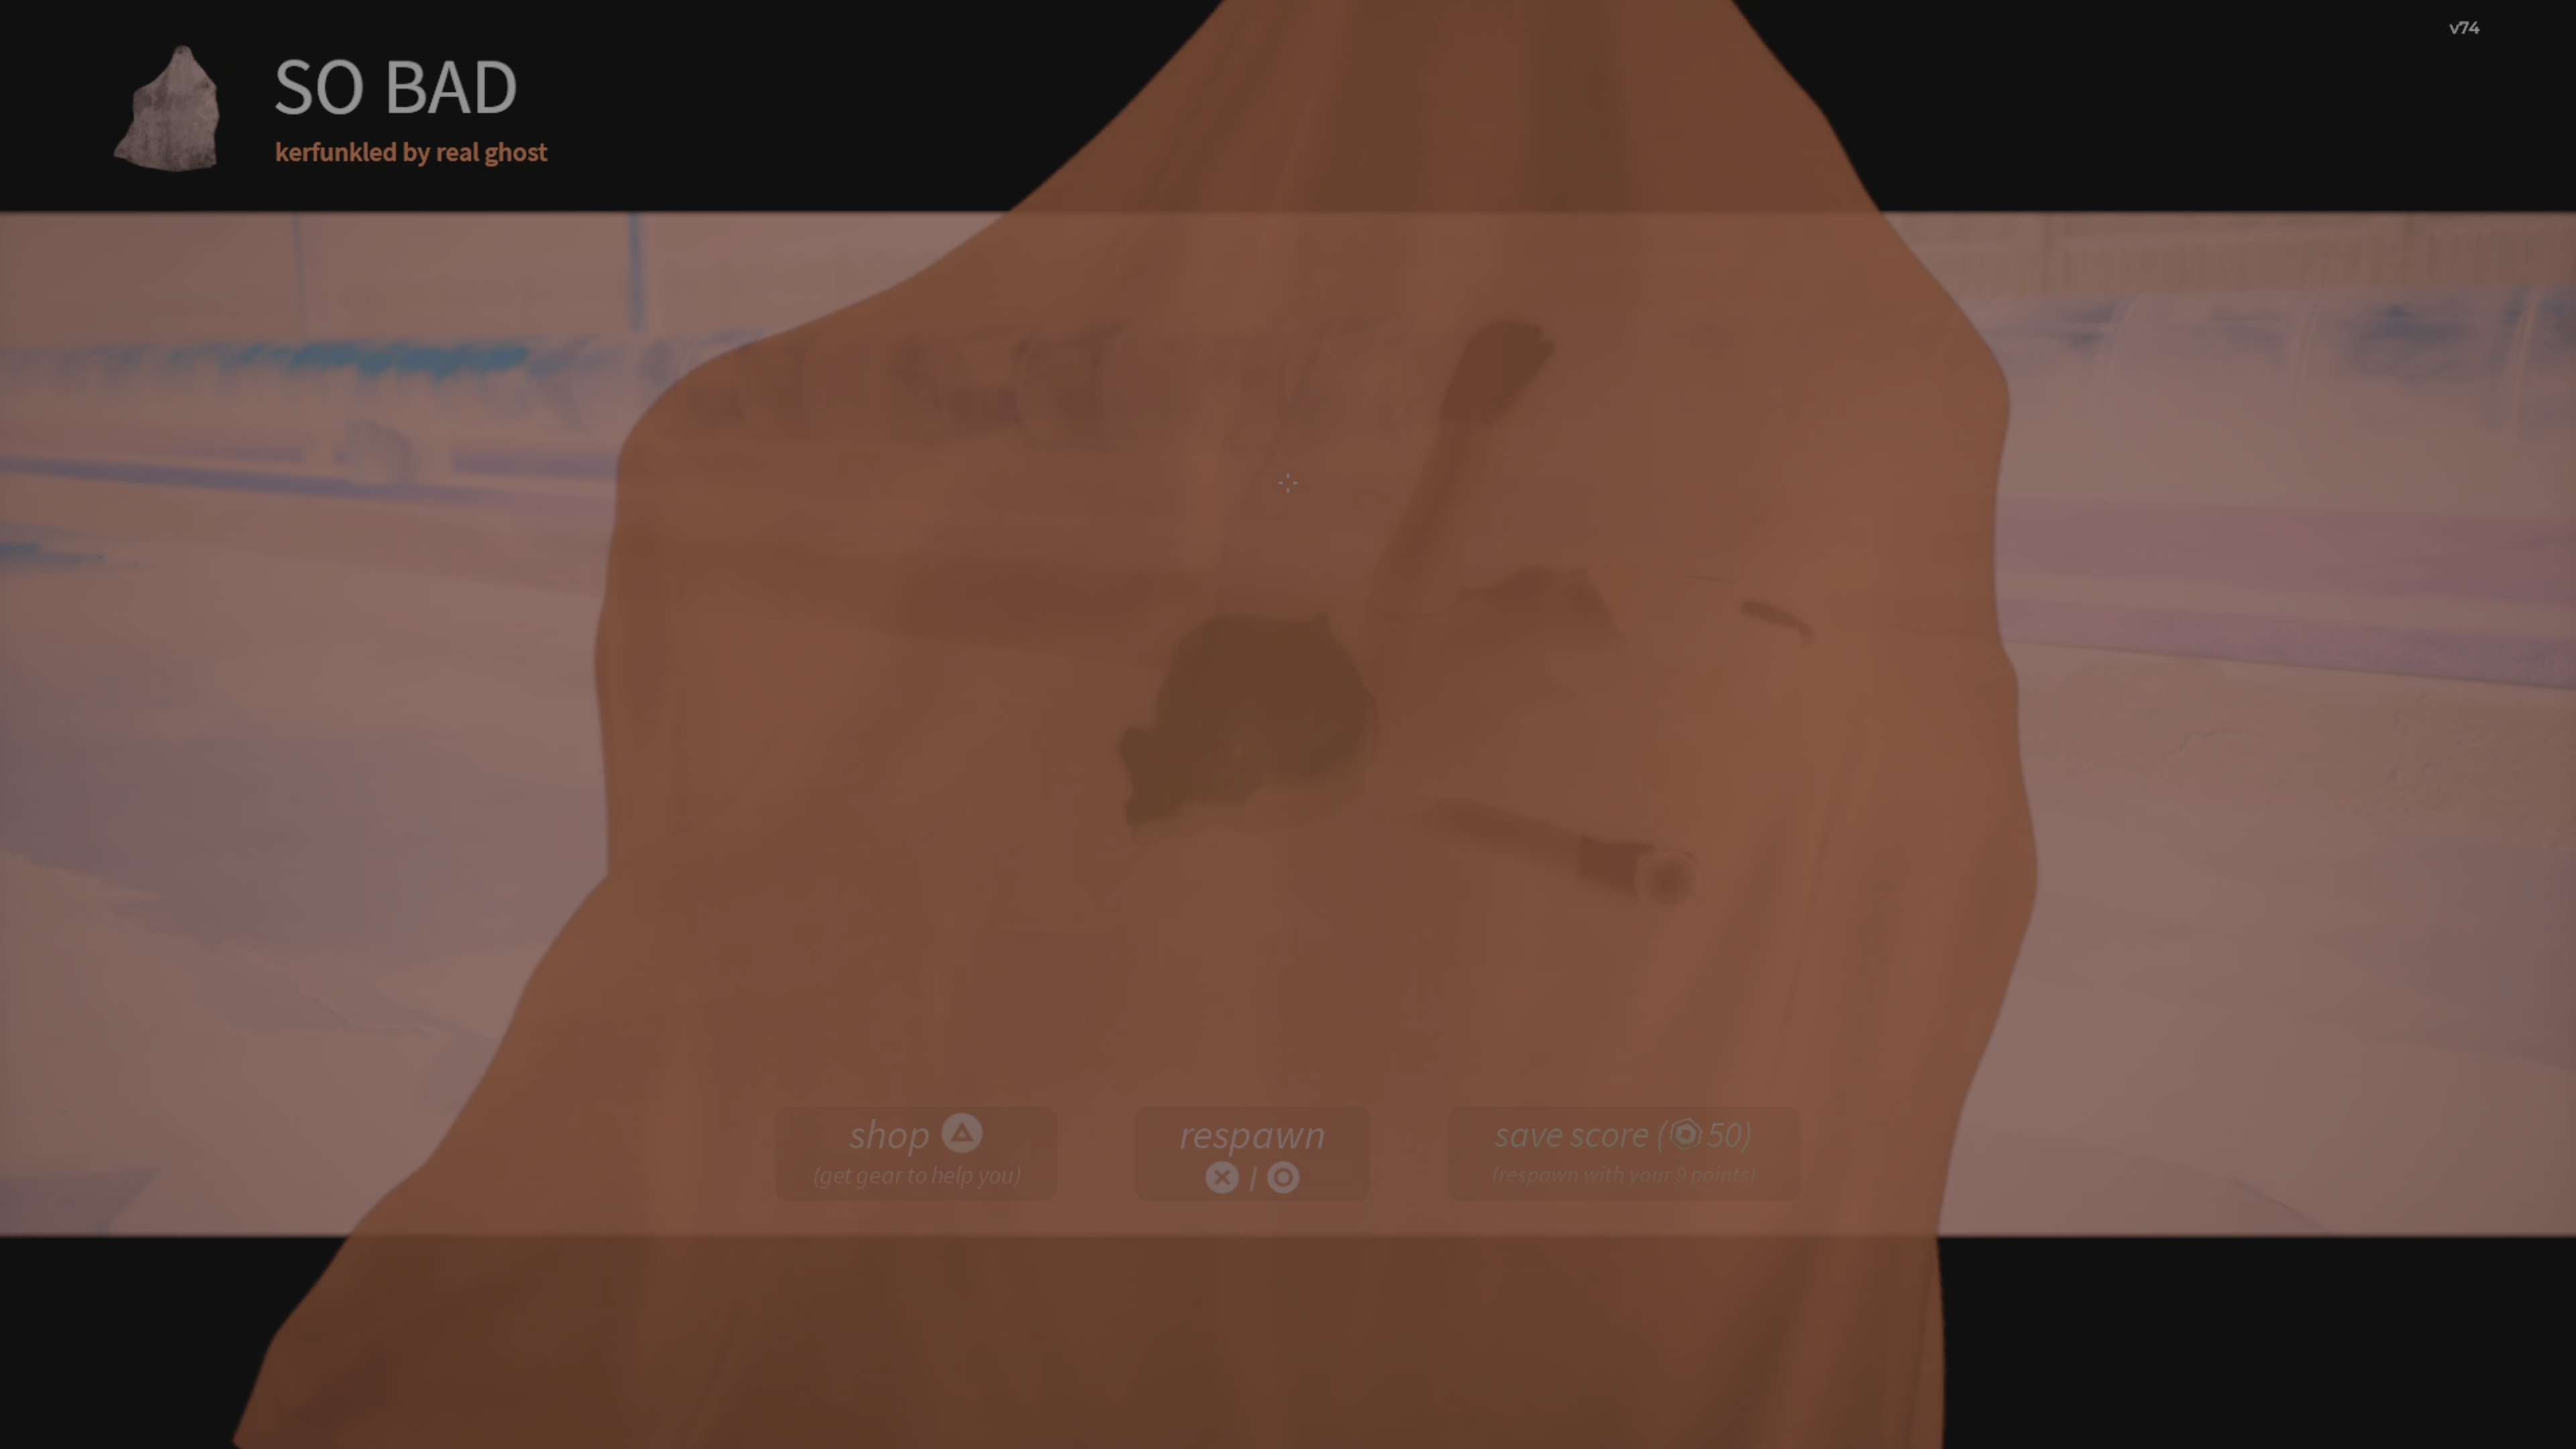 v74
SO BAD
kerfunkled by real ghost
shop
(get gear to help you)
respawn
/
save score (50)
(respawn with your 9 points)